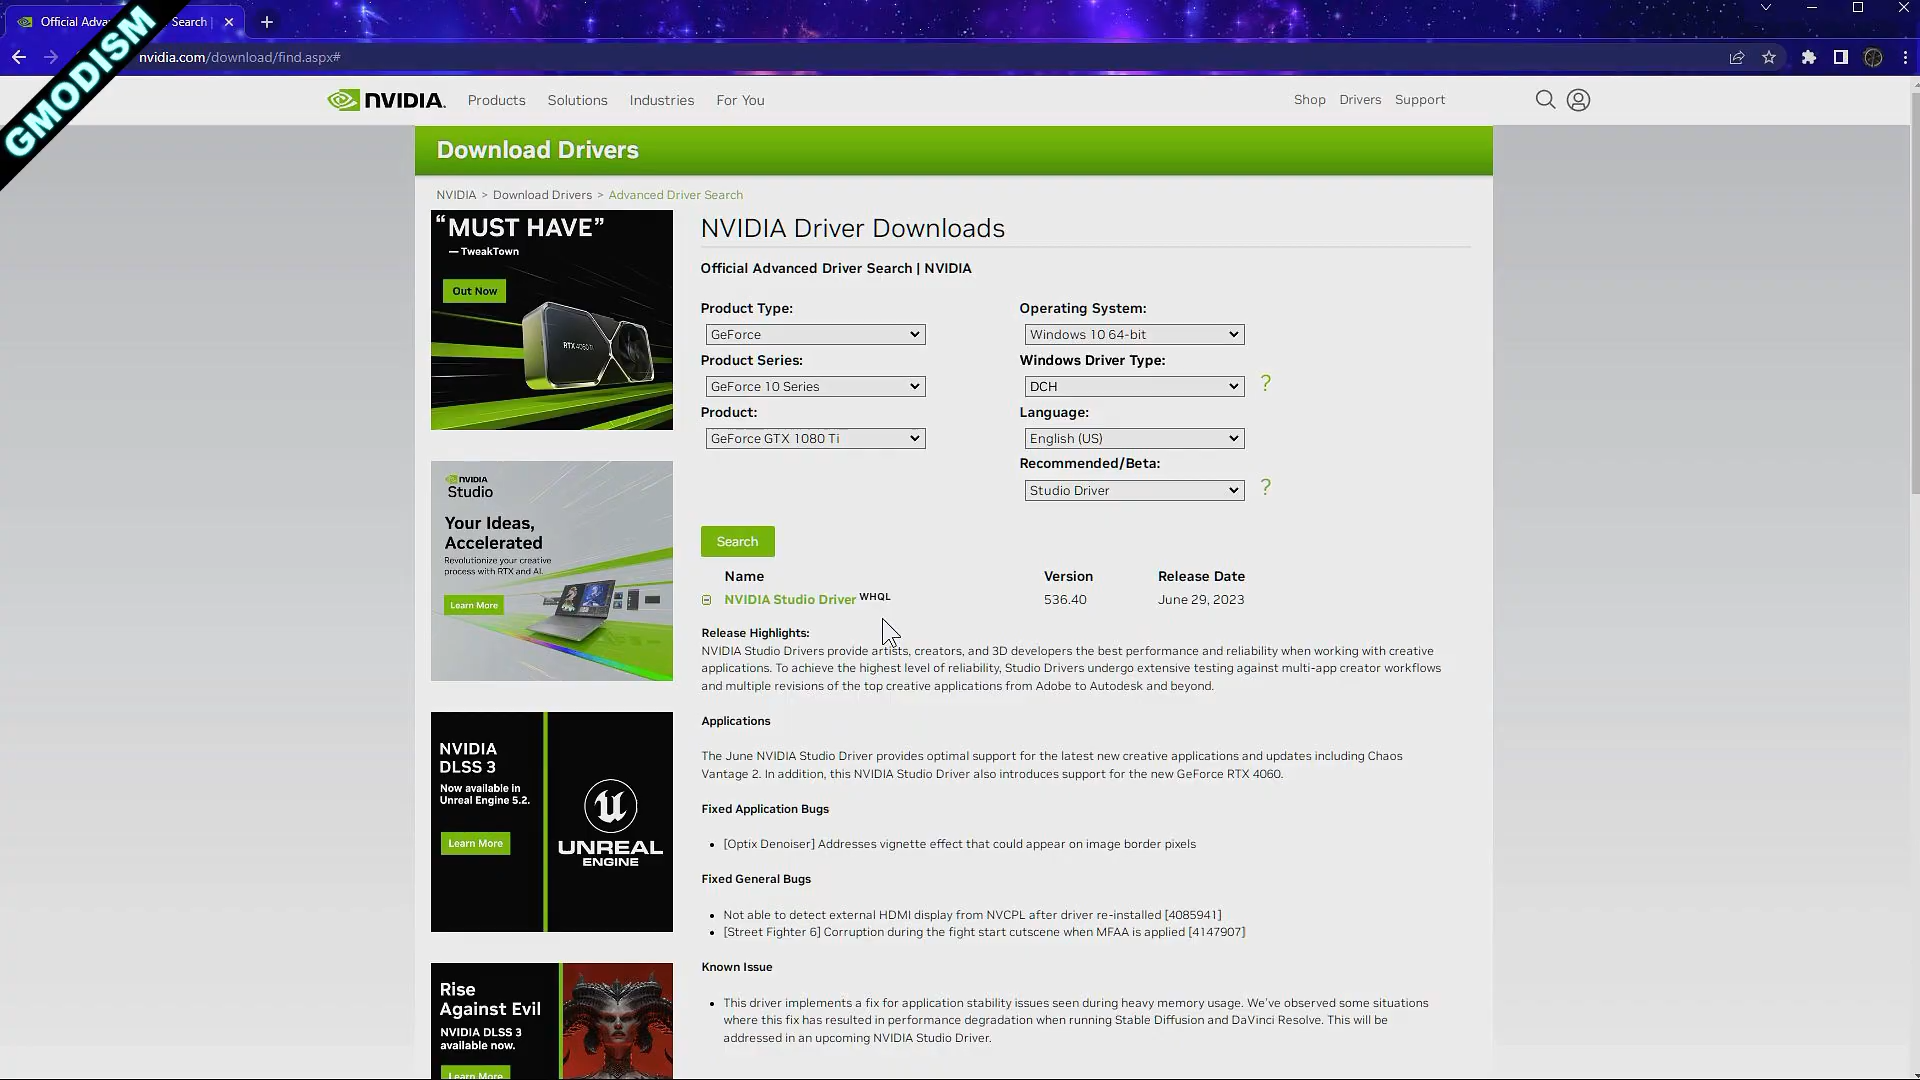 Official Adva
Search |
nvidia.com/download/find.aspx#
GMODISM
NVIDIA.
Products
Solutions
Industries
For You
Shop
Drivers
Support
Download Drivers
NVIDIA > Download Drivers > Advanced Driver Search
“MUST HAVE”
— TweakTown
Out Now
RTX 4060 Ti
NVIDIA
Studio
Your Ideas,
Accelerated
Revolutionize your creative
process with RTX and AI.
Learn More
NVIDIA
DLSS 3
Now available in
Unreal Engine 5.2.
Learn More
UNREAL
ENGINE
Rise
Against Evil
NVIDIA DLSS 3
available now.
Learn More
NVIDIA Driver Downloads
Official Advanced Driver Search | NVIDIA
Product Type:
GeForce
Product Series:
GeForce 10 Series
Product:
GeForce GTX 1080 Ti
Operating System:
Windows 10 64-bit
Windows Driver Type:
DCH
?
Language:
English (US)
Recommended/Beta:
Studio Driver
?
Search
Name Version Release Date
NVIDIA Studio Driver WHQL 536.40 June 29, 2023
Release Highlights:
NVIDIA Studio Drivers provide artists, creators, and 3D developers the best performance and reliability when working with creative
applications. To achieve the highest level of reliability, Studio Drivers undergo extensive testing against multi-app creator workflows
and multiple revisions of the top creative applications from Adobe to Autodesk and beyond.
Applications
The June NVIDIA Studio Driver provides optimal support for the latest new creative applications and updates including Chaos
Vantage 2. In addition, this NVIDIA Studio Driver also introduces support for the new GeForce RTX 4060.
Fixed Application Bugs
• [Optix Denoiser] Addresses vignette effect that could appear on image border pixels
Fixed General Bugs
• Not able to detect external HDMI display from NVCPL after driver re-installed [4085941]
• [Street Fighter 6] Corruption during the fight start cutscene when MFAA is applied [4147907]
Known Issue
• This driver implements a fix for application stability issues seen during heavy memory usage. We've observed some situations
where this fix has resulted in performance degradation when running Stable Diffusion and DaVinci Resolve. This will be
addressed in an upcoming NVIDIA Studio Driver.